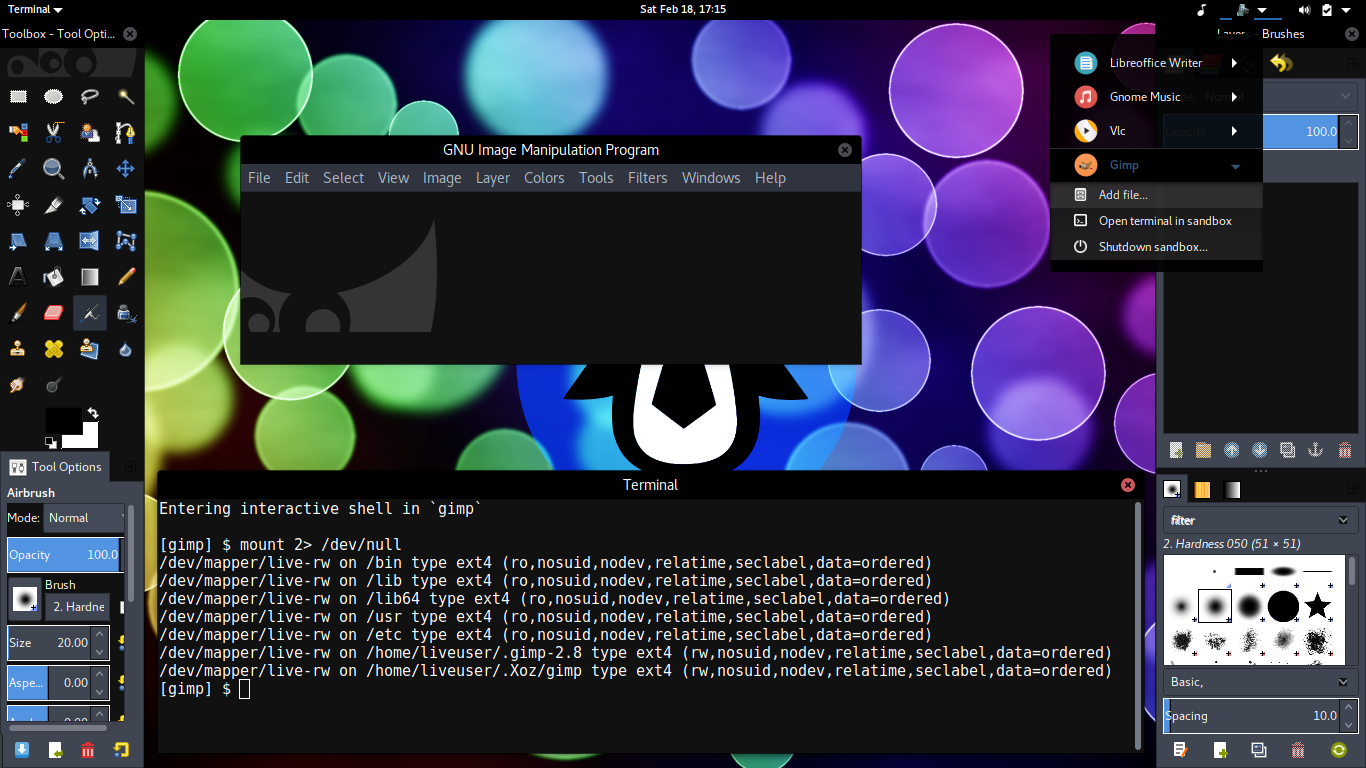 Terminal
Sat Feb 18, 17:15
Toolbox - Tool Opti...
Layers - Brushes
Libreoffice Writer
Gnome Music
Vlc
Gimp
Add file...
Open terminal in sandbox
Shutdown sandbox...
Mode: Normal
Opacity 100.0
GNU Image Manipulation Program
File Edit Select View Image Layer Colors Tools Filters Windows Help
Tool Options
Airbrush
Mode: Normal
Opacity 100.0
Brush
2. Hardne
Size 20.00
Aspe... 0.00
0.00
Terminal
Entering interactive shell in `gimp`
[gimp] $ mount 2> /dev/null
/dev/mapper/live-rw on /bin type ext4 (ro,nosuid,nodev,relatime,seclabel,data=ordered)
/dev/mapper/live-rw on /lib type ext4 (ro,nosuid,nodev,relatime,seclabel,data=ordered)
/dev/mapper/live-rw on /lib64 type ext4 (ro,nosuid,nodev,relatime,seclabel,data=ordered)
/dev/mapper/live-rw on /usr type ext4 (ro,nosuid,nodev,relatime,seclabel,data=ordered)
/dev/mapper/live-rw on /etc type ext4 (ro,nosuid,nodev,relatime,seclabel,data=ordered)
/dev/mapper/live-rw on /home/liveuser/.gimp-2.8 type ext4 (rw,nosuid,nodev,relatime,seclabel,data=ordered)
/dev/mapper/live-rw on /home/liveuser/.Xoz/gimp type ext4 (rw,nosuid,nodev,relatime,seclabel,data=ordered)
[gimp] $
filter
2. Hardness 050 (51 × 51)
Basic,
Spacing 10.0